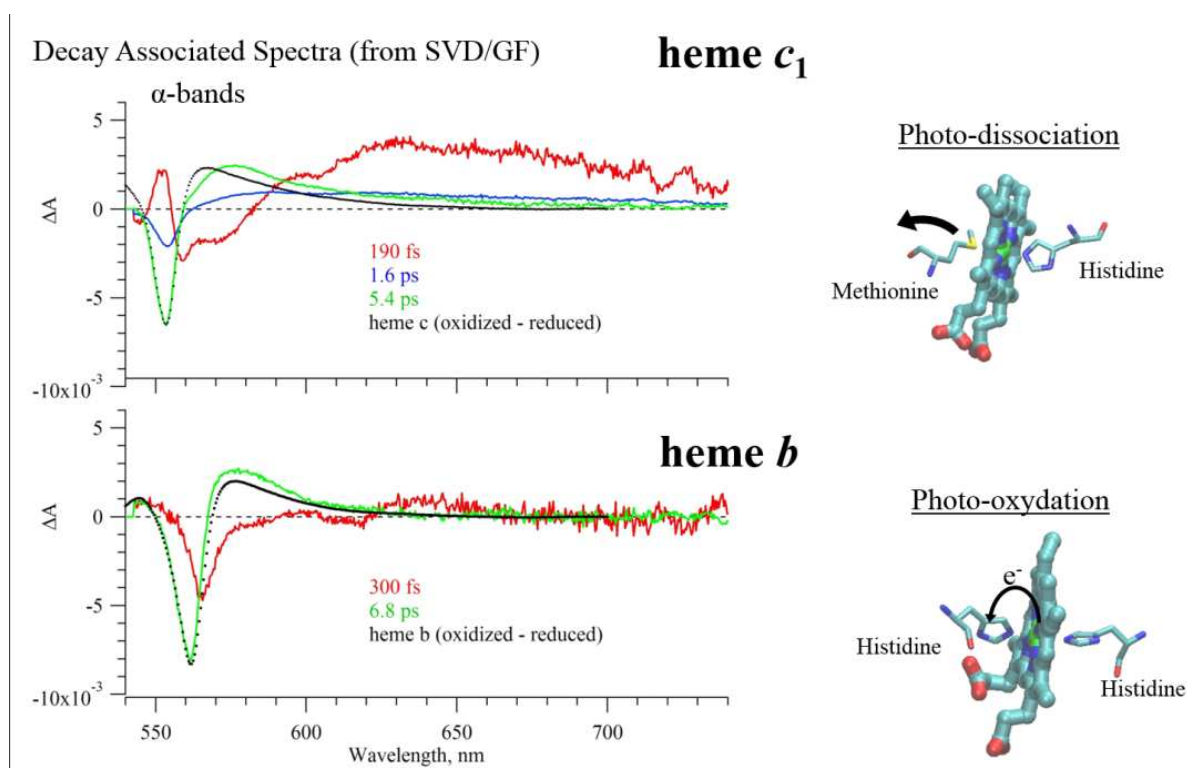 Decay Associated Spectra (from SVD/GF)
heme c₁
α-bands
5
0
-5
-10x10⁻³
ΔA
190 fs
1.6 ps
5.4 ps
heme c (oxidized - reduced)
Photo-dissociation
Methionine
Histidine
heme b
5
0
-5
-10x10⁻³
ΔA
300 fs
6.8 ps
heme b (oxidized - reduced)
550 600 650 700
Wavelength, nm
Photo-oxydation
e⁻
Histidine
Histidine